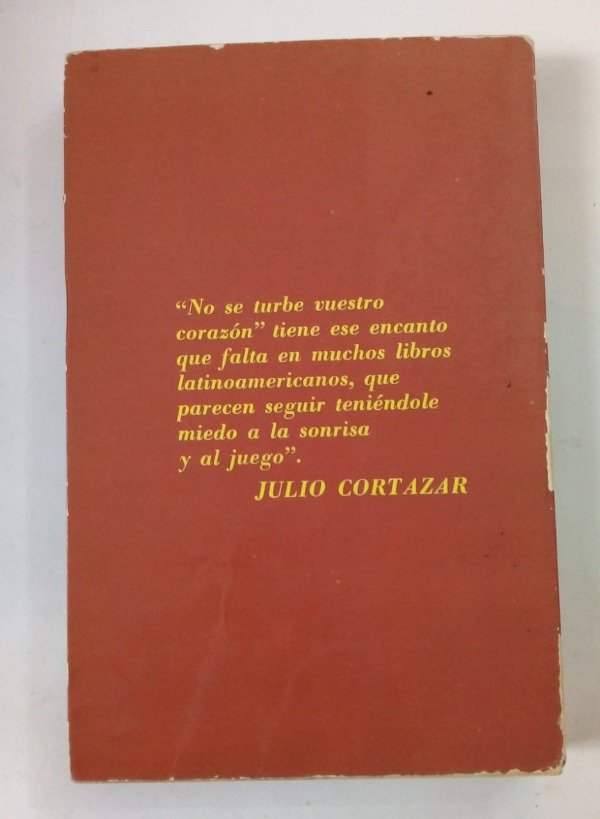 “No se turbe vuestro
corazón” tiene ese encanto
que falta en muchos libros
latinoamericanos, que
parecen seguir teniéndole
miedo a la sonrisa
y al juego”.
JULIO CORTAZAR